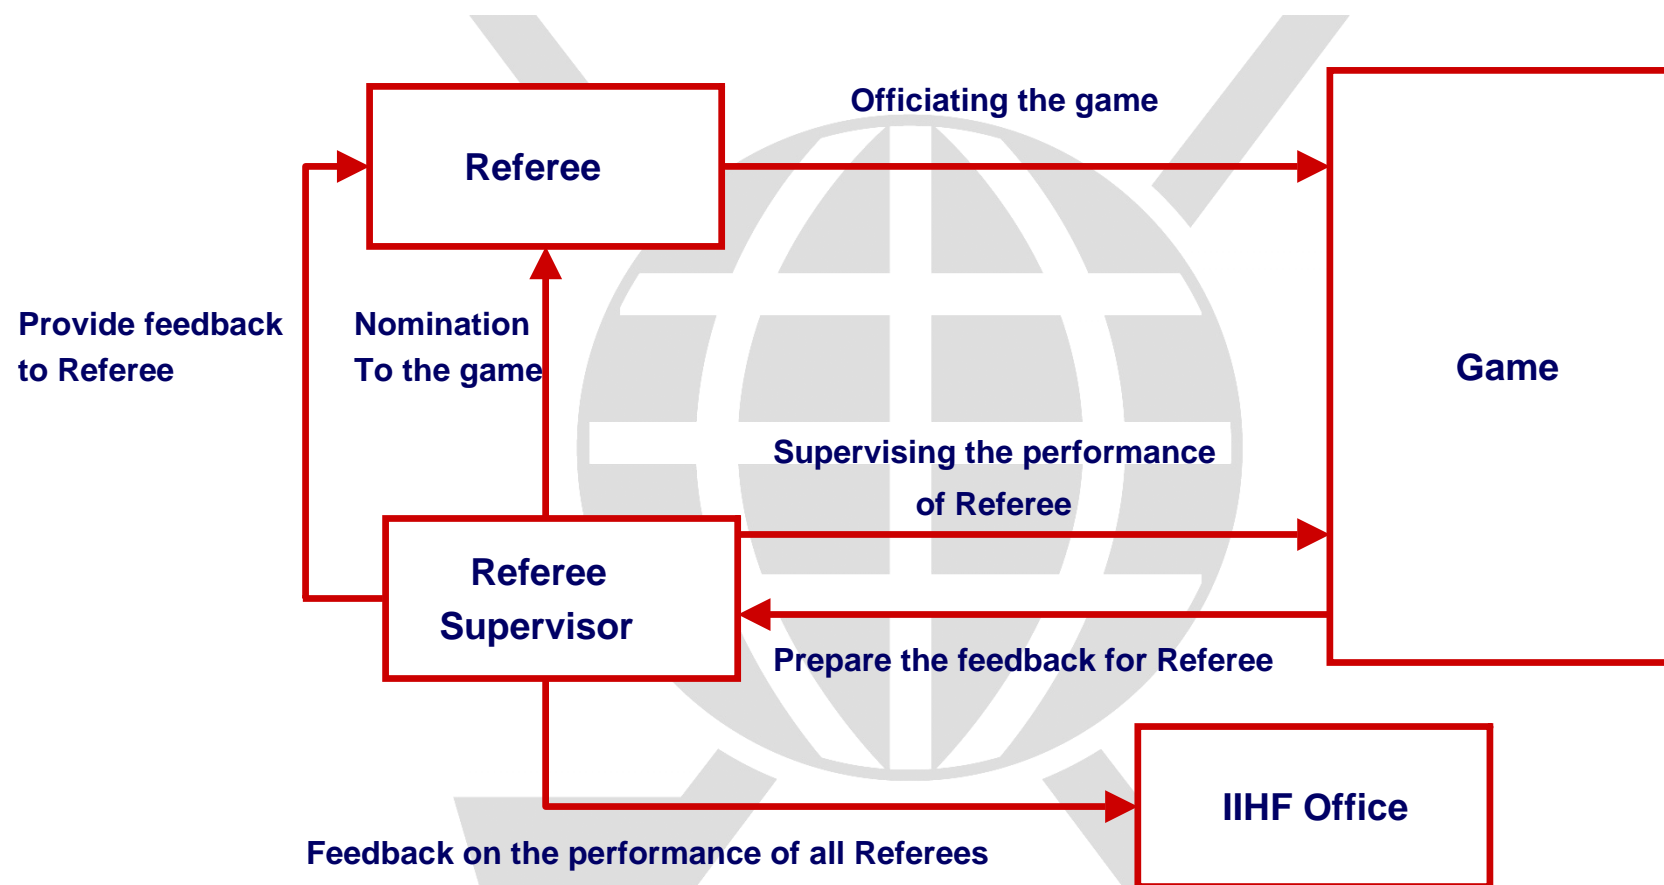 Officiating the game
Referee
Provide feedback
to Referee
Nomination
To the game
Game
Supervising the performance
of Referee
Referee
Supervisor
Prepare the feedback for Referee
IIHF Office
Feedback on the performance of all Referees